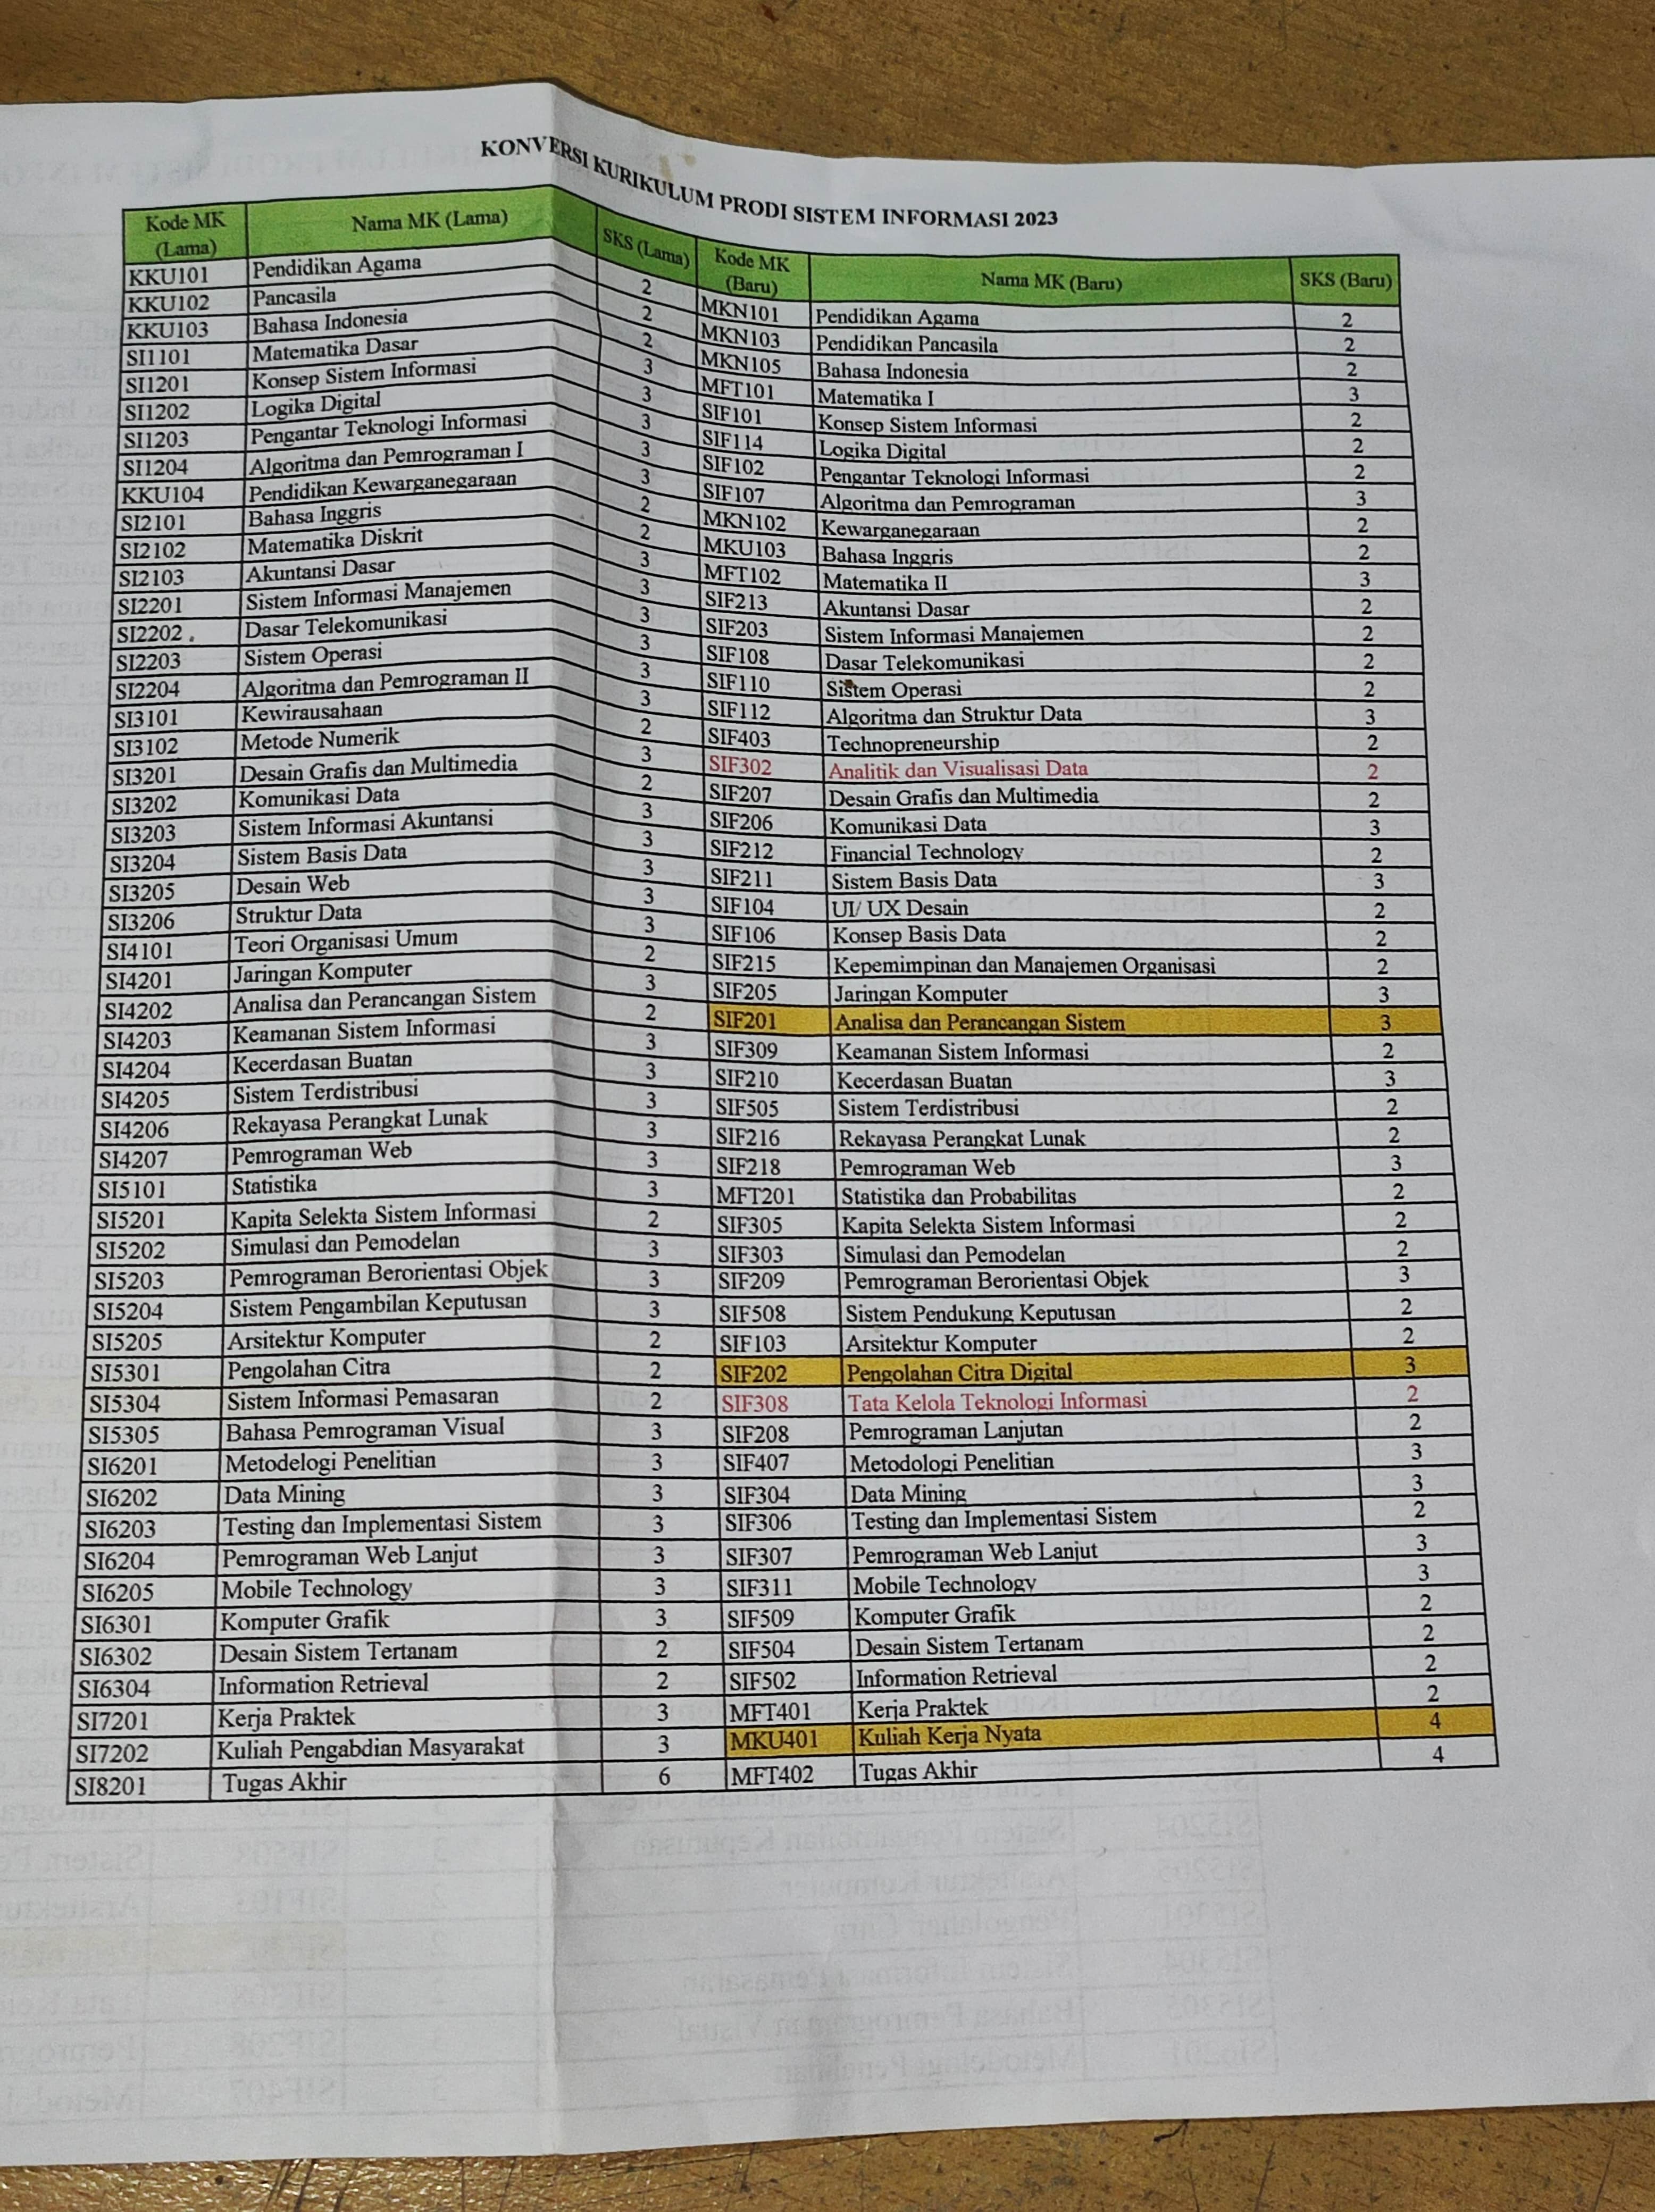 KONVERSI KURIKULUM PRODI SISTEM INFORMASI 2023
Kode MK (Lama) Nama MK (Lama) SKS (Lama) Kode MK (Baru) Nama MK (Baru) SKS (Baru)
KKU101 Pendidikan Agama 2 MKN101 Pendidikan Agama 2
KKU102 Pancasila 2 MKN103 Pendidikan Pancasila 2
KKU103 Bahasa Indonesia 2 MKN105 Bahasa Indonesia 2
SI1101 Matematika Dasar 3 MFT101 Matematika I 3
SI1201 Konsep Sistem Informasi 3 SIF101 Konsep Sistem Informasi 2
SI1202 Logika Digital 3 SIF114 Logika Digital 2
SI1203 Pengantar Teknologi Informasi 3 SIF102 Pengantar Teknologi Informasi 2
SI1204 Algoritma dan Pemrograman I 3 SIF107 Algoritma dan Pemrograman 3
KKU104 Pendidikan Kewarganegaraan 2 MKN102 Kewarganegaraan 2
SI2101 Bahasa Inggris 2 MKU103 Bahasa Inggris 2
SI2102 Matematika Diskrit 3 MFT102 Matematika II 3
SI2103 Akuntansi Dasar 3 SIF213 Akuntansi Dasar 2
SI2201 Sistem Informasi Manajemen 3 SIF203 Sistem Informasi Manajemen 2
SI2202 Dasar Telekomunikasi 3 SIF108 Dasar Telekomunikasi 2
SI2203 Sistem Operasi 3 SIF110 Sistem Operasi 2
SI2204 Algoritma dan Pemrograman II 3 SIF112 Algoritma dan Struktur Data 3
SI3101 Kewirausahaan 2 SIF403 Technopreneurship 2
SI3102 Metode Numerik 3 SIF302 Analitik dan Visualisasi Data 2
SI3201 Desain Grafis dan Multimedia 2 SIF207 Desain Grafis dan Multimedia 2
SI3202 Komunikasi Data 3 SIF206 Komunikasi Data 3
SI3203 Sistem Informasi Akuntansi 3 SIF212 Financial Technology 2
SI3204 Sistem Basis Data 3 SIF211 Sistem Basis Data 3
SI3205 Desain Web 3 SIF104 UI/ UX Desain 2
SI3206 Struktur Data 3 SIF106 Konsep Basis Data 2
SI4101 Teori Organisasi Umum 2 SIF215 Kepemimpinan dan Manajemen Organisasi 2
SI4201 Jaringan Komputer 3 SIF205 Jaringan Komputer 3
SI4202 Analisa dan Perancangan Sistem 2 SIF201 Analisa dan Perancangan Sistem 3
SI4203 Keamanan Sistem Informasi 3 SIF309 Keamanan Sistem Informasi 2
SI4204 Kecerdasan Buatan 3 SIF210 Kecerdasan Buatan 3
SI4205 Sistem Terdistribusi 3 SIF505 Sistem Terdistribusi 2
SI4206 Rekayasa Perangkat Lunak 3 SIF216 Rekayasa Perangkat Lunak 2
SI4207 Pemrograman Web 3 SIF218 Pemrograman Web 3
SI5101 Statistika 3 MFT201 Statistika dan Probabilitas 2
SI5201 Kapita Selekta Sistem Informasi 2 SIF305 Kapita Selekta Sistem Informasi 2
SI5202 Simulasi dan Pemodelan 3 SIF303 Simulasi dan Pemodelan 2
SI5203 Pemrograman Berorientasi Objek 3 SIF209 Pemrograman Berorientasi Objek 3
SI5204 Sistem Pengambilan Keputusan 3 SIF508 Sistem Pendukung Keputusan 2
SI5205 Arsitektur Komputer 2 SIF103 Arsitektur Komputer 2
SI5301 Pengolahan Citra 2 SIF202 Pengolahan Citra Digital 3
SI5304 Sistem Informasi Pemasaran 2 SIF308 Tata Kelola Teknologi Informasi 2
SI5305 Bahasa Pemrograman Visual 3 SIF208 Pemrograman Lanjutan 2
SI6201 Metodelogi Penelitian 3 SIF407 Metodologi Penelitian 3
SI6202 Data Mining 3 SIF304 Data Mining 3
SI6203 Testing dan Implementasi Sistem 3 SIF306 Testing dan Implementasi Sistem 2
SI6204 Pemrograman Web Lanjut 3 SIF307 Pemrograman Web Lanjut 3
SI6205 Mobile Technology 3 SIF311 Mobile Technology 3
SI6301 Komputer Grafik 3 SIF509 Komputer Grafik 2
SI6302 Desain Sistem Tertanam 2 SIF504 Desain Sistem Tertanam 2
SI6304 Information Retrieval 2 SIF502 Information Retrieval 2
SI7201 Kerja Praktek 3 MFT401 Kerja Praktek 2
SI7202 Kuliah Pengabdian Masyarakat 3 MKU401 Kuliah Kerja Nyata 4
SI8201 Tugas Akhir 6 MFT402 Tugas Akhir 4